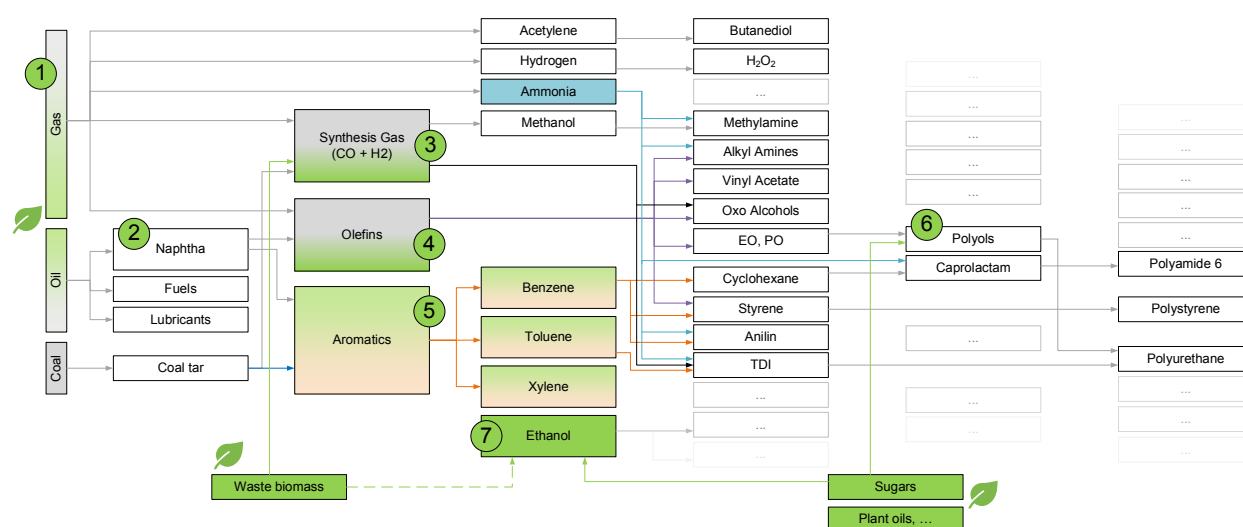 Acetylene
Butanediol
Hydrogen
H₂O₂
...
1
Ammonia
...
...
Gas
Synthesis Gas
(CO + H2)
3
Methanol
Methylamine
...
...
Alkyl Amines
...
...
Vinyl Acetate
...
...
Oxo Alcohols
...
2
Naphtha
Olefins
4
EO, PO
6
Polyols
...
Oil
Fuels
Lubricants
Aromatics
5
Benzene
Cyclohexane
Caprolactam
Polyamide 6
Styrene
Polystyrene
Toluene
Anilin
...
Coal
Coal tar
TDI
Polyurethane
Xylene
...
...
...
7
Ethanol
...
...
...
...
...
Waste biomass
Sugars
Plant oils, ...